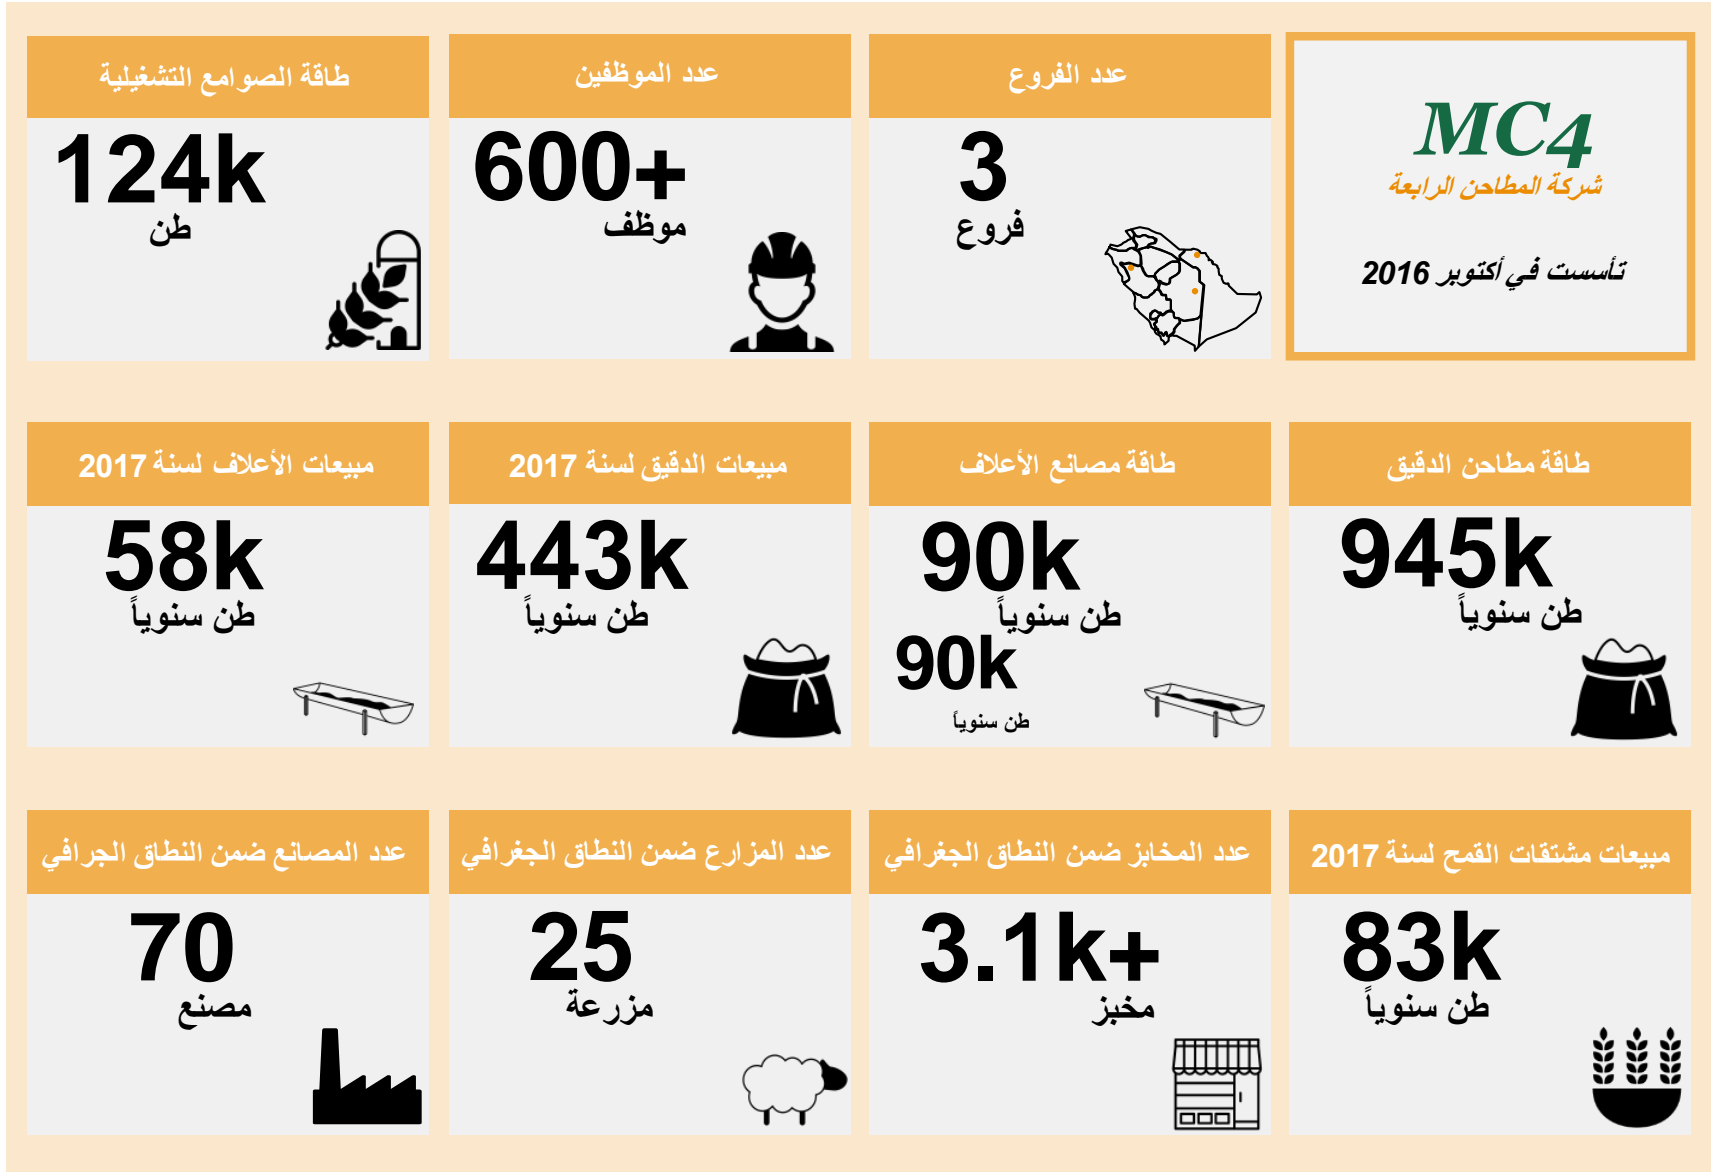 MC4
شركة المطاحن الرابعة
تأسست في أكتوبر 2016
عدد الفروع
3
فروع
عدد الموظفين
600+
موظف
طاقة الصوامع التشغيلية
124k
طن
طاقة مطاحن الدقيق
945k
طن سنوياً
طاقة مصانع الأعلاف
90k
طن سنوياً
90k
طن سنوياً
مبيعات الدقيق لسنة 2017
443k
طن سنوياً
مبيعات الأعلاف لسنة 2017
58k
طن سنوياً
مبيعات مشتقات القمح لسنة 2017
83k
طن سنوياً
عدد المخابز ضمن النطاق الجغرافي
3.1k+
مخبز
عدد المزارع ضمن النطاق الجغرافي
25
مزرعة
عدد المصانع ضمن النطاق الجرافي
70
مصنع